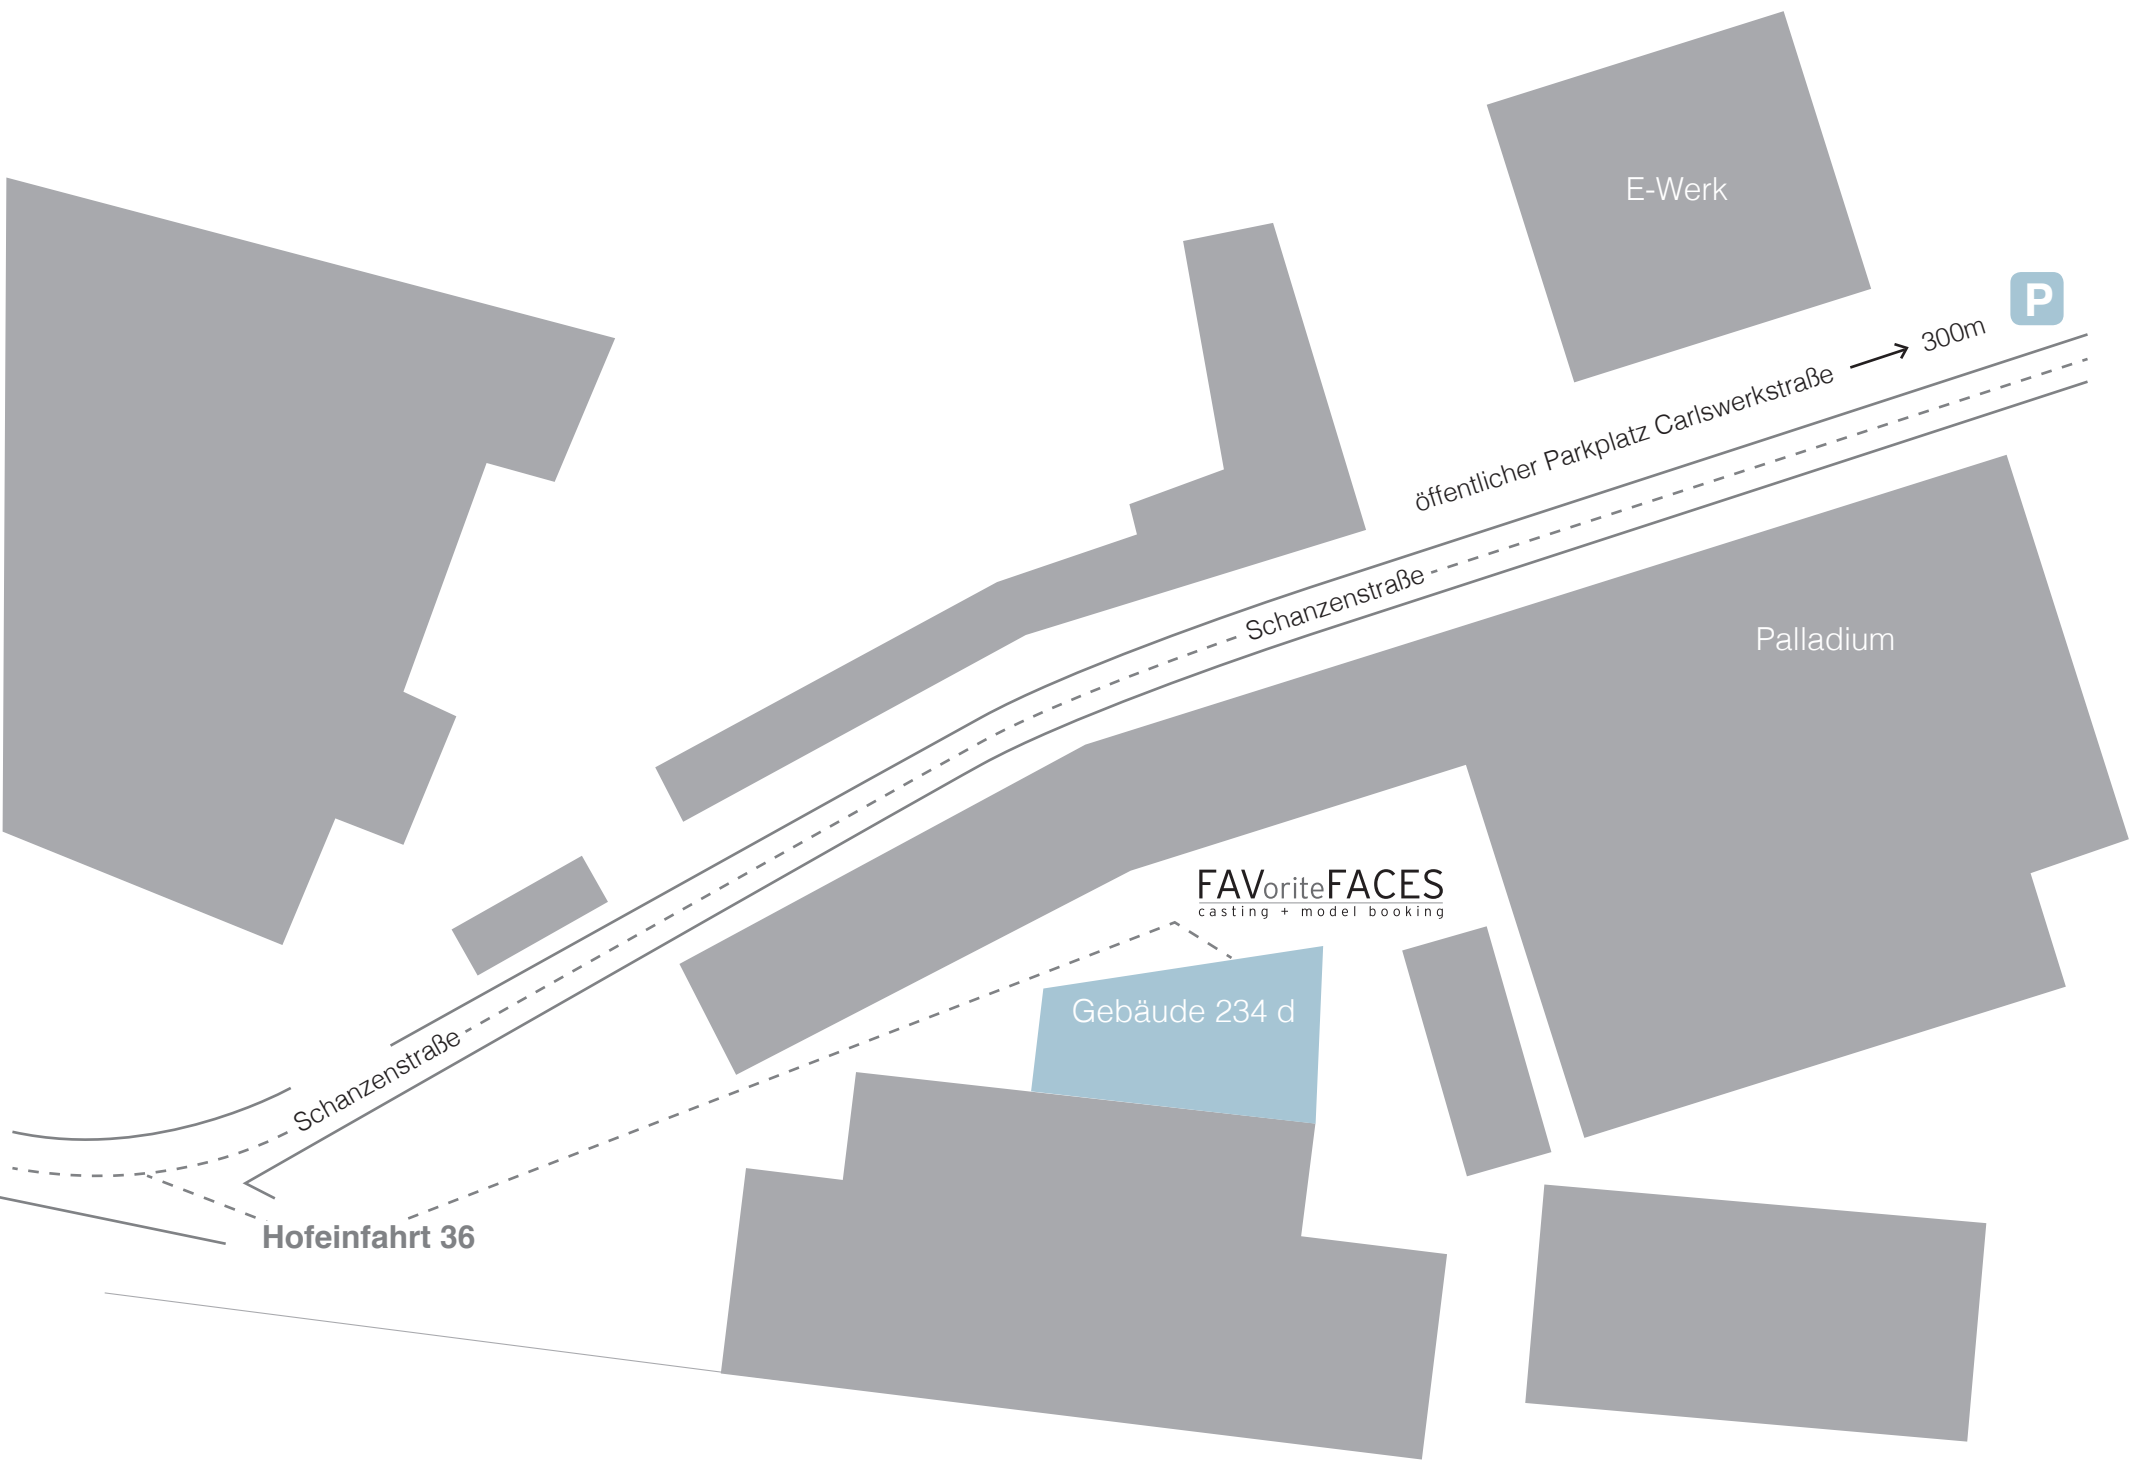 E-Werk
P
öffentlicher Parkplatz Carlswerkstraße → 300m
Schanzenstraße
Palladium
FAVoriteFACES
casting + model booking
Gebäude 234 d
Schanzenstraße
Hofeinfahrt 36